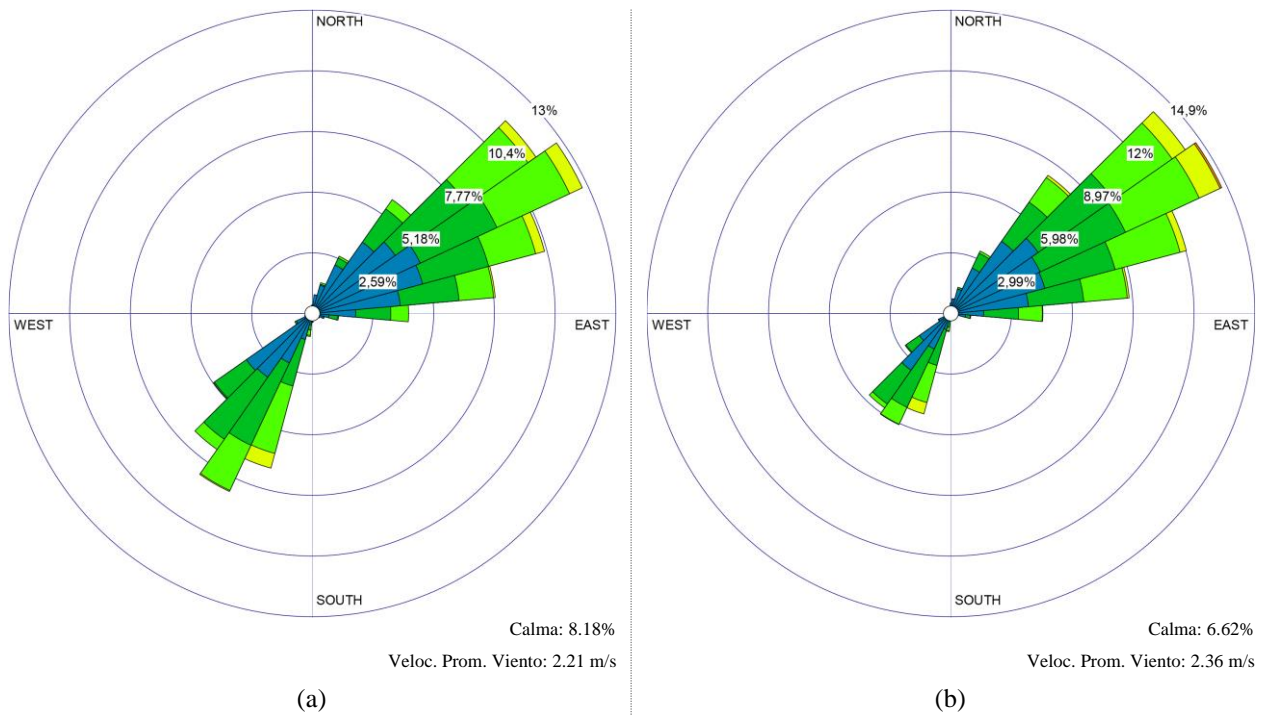 NORTH
13%
10,4%
7,77%
5,18%
2,59%
WEST
EAST
SOUTH
Calma: 8.18%
Veloc. Prom. Viento: 2.21 m/s
(a)
NORTH
14,9%
12%
8,97%
5,98%
2,99%
WEST
EAST
SOUTH
Calma: 6.62%
Veloc. Prom. Viento: 2.36 m/s
(b)